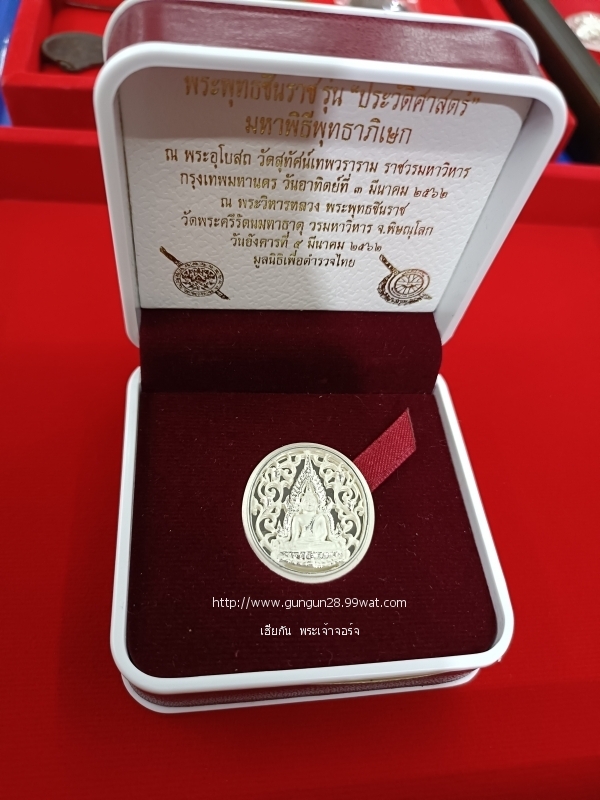 พระพุทธชินราช รุ่น "ประวัติศาสตร์"
มหาพิธีพุทธาภิเษก
ณ พระอุโบสถ วัดสุทัศน์เทพวราราม ราชวรมหาวิหาร
กรุงเทพมหานคร วันอาทิตย์ที่ ๓ มีนาคม ๒๕๖๒
ณ พระวิหารหลวง พระพุทธชินราช
วัดพระศรีรัตนมหาธาตุ วรมหาวิหาร จ.พิษณุโลก
วันอังคารที่ ๕ มีนาคม ๒๕๖๒
มูลนิธิเพื่อตำรวจไทย
http://www.gungun28.99wat.com
เฮียกัน พระเจ้าจอร์จ